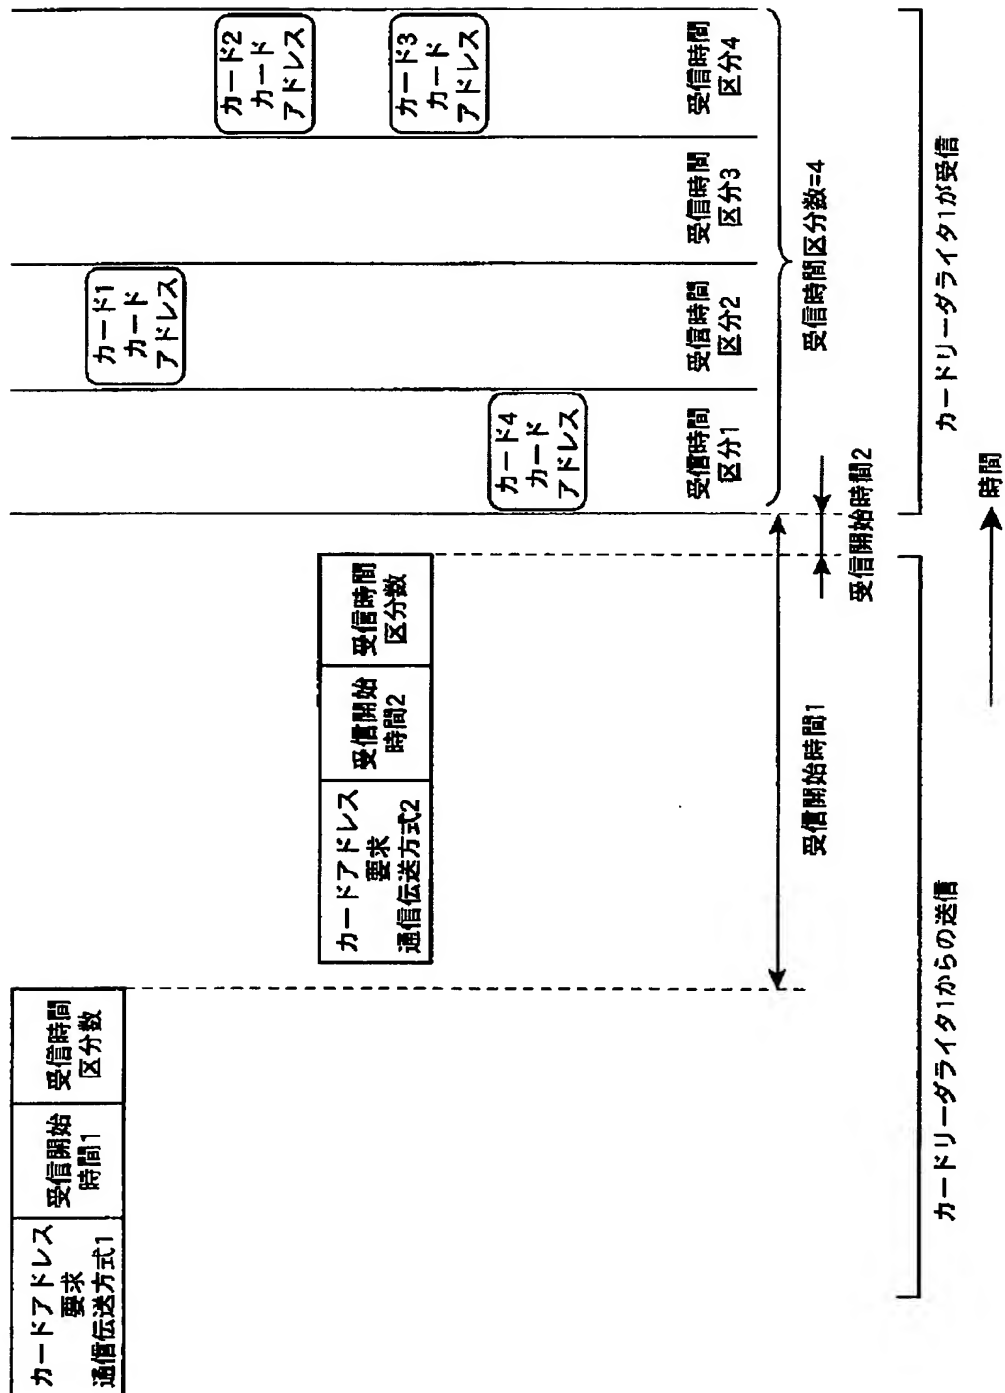 カードアドレス
要求
通信伝送方式1
受信開始
時間1
受信時間
区分数
カードアドレス
要求
通信伝送方式2
受信開始
時間2
受信時間
区分数
カード4
カード
アドレス
カード1
カード
アドレス
カード2
カード
アドレス
カード3
カード
アドレス
受信時間
区分1
受信時間
区分2
受信時間
区分3
受信時間
区分4
受信時間区分数=4
受信開始時間1
受信開始時間2
カードリーダライタ1からの送信
カードリーダライタ1が受信
時間